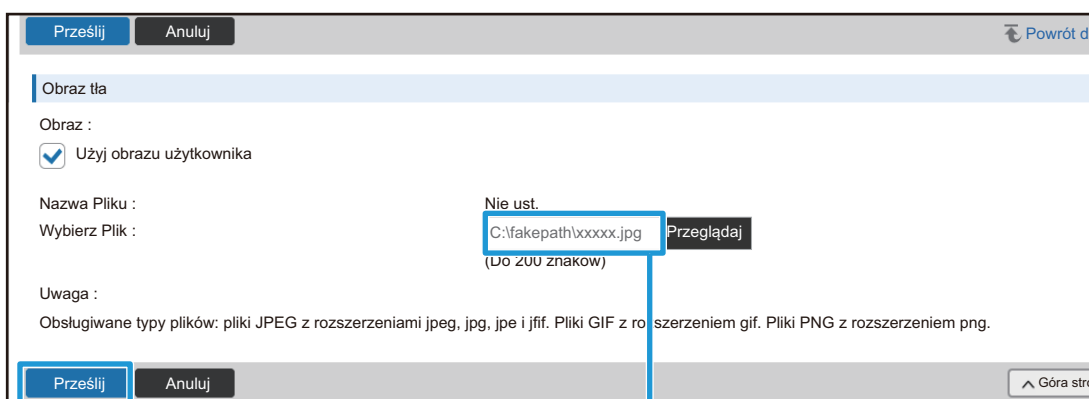 Prześlij Anuluj Powrót d
Obraz tła
Obraz :
Użyj obrazu użytkownika
Nazwa Pliku : Nie ust.
Wybierz Plik : C:\fakepath\xxxxx.jpg Przeglądaj
(Do 200 znaków)
Uwaga :
Obsługiwane typy plików: pliki JPEG z rozszerzeniami jpeg, jpg, jpe i jfif. Pliki GIF z rozszerzeniem gif. Pliki PNG z rozszerzeniem png.
Prześlij Anuluj Góra stro